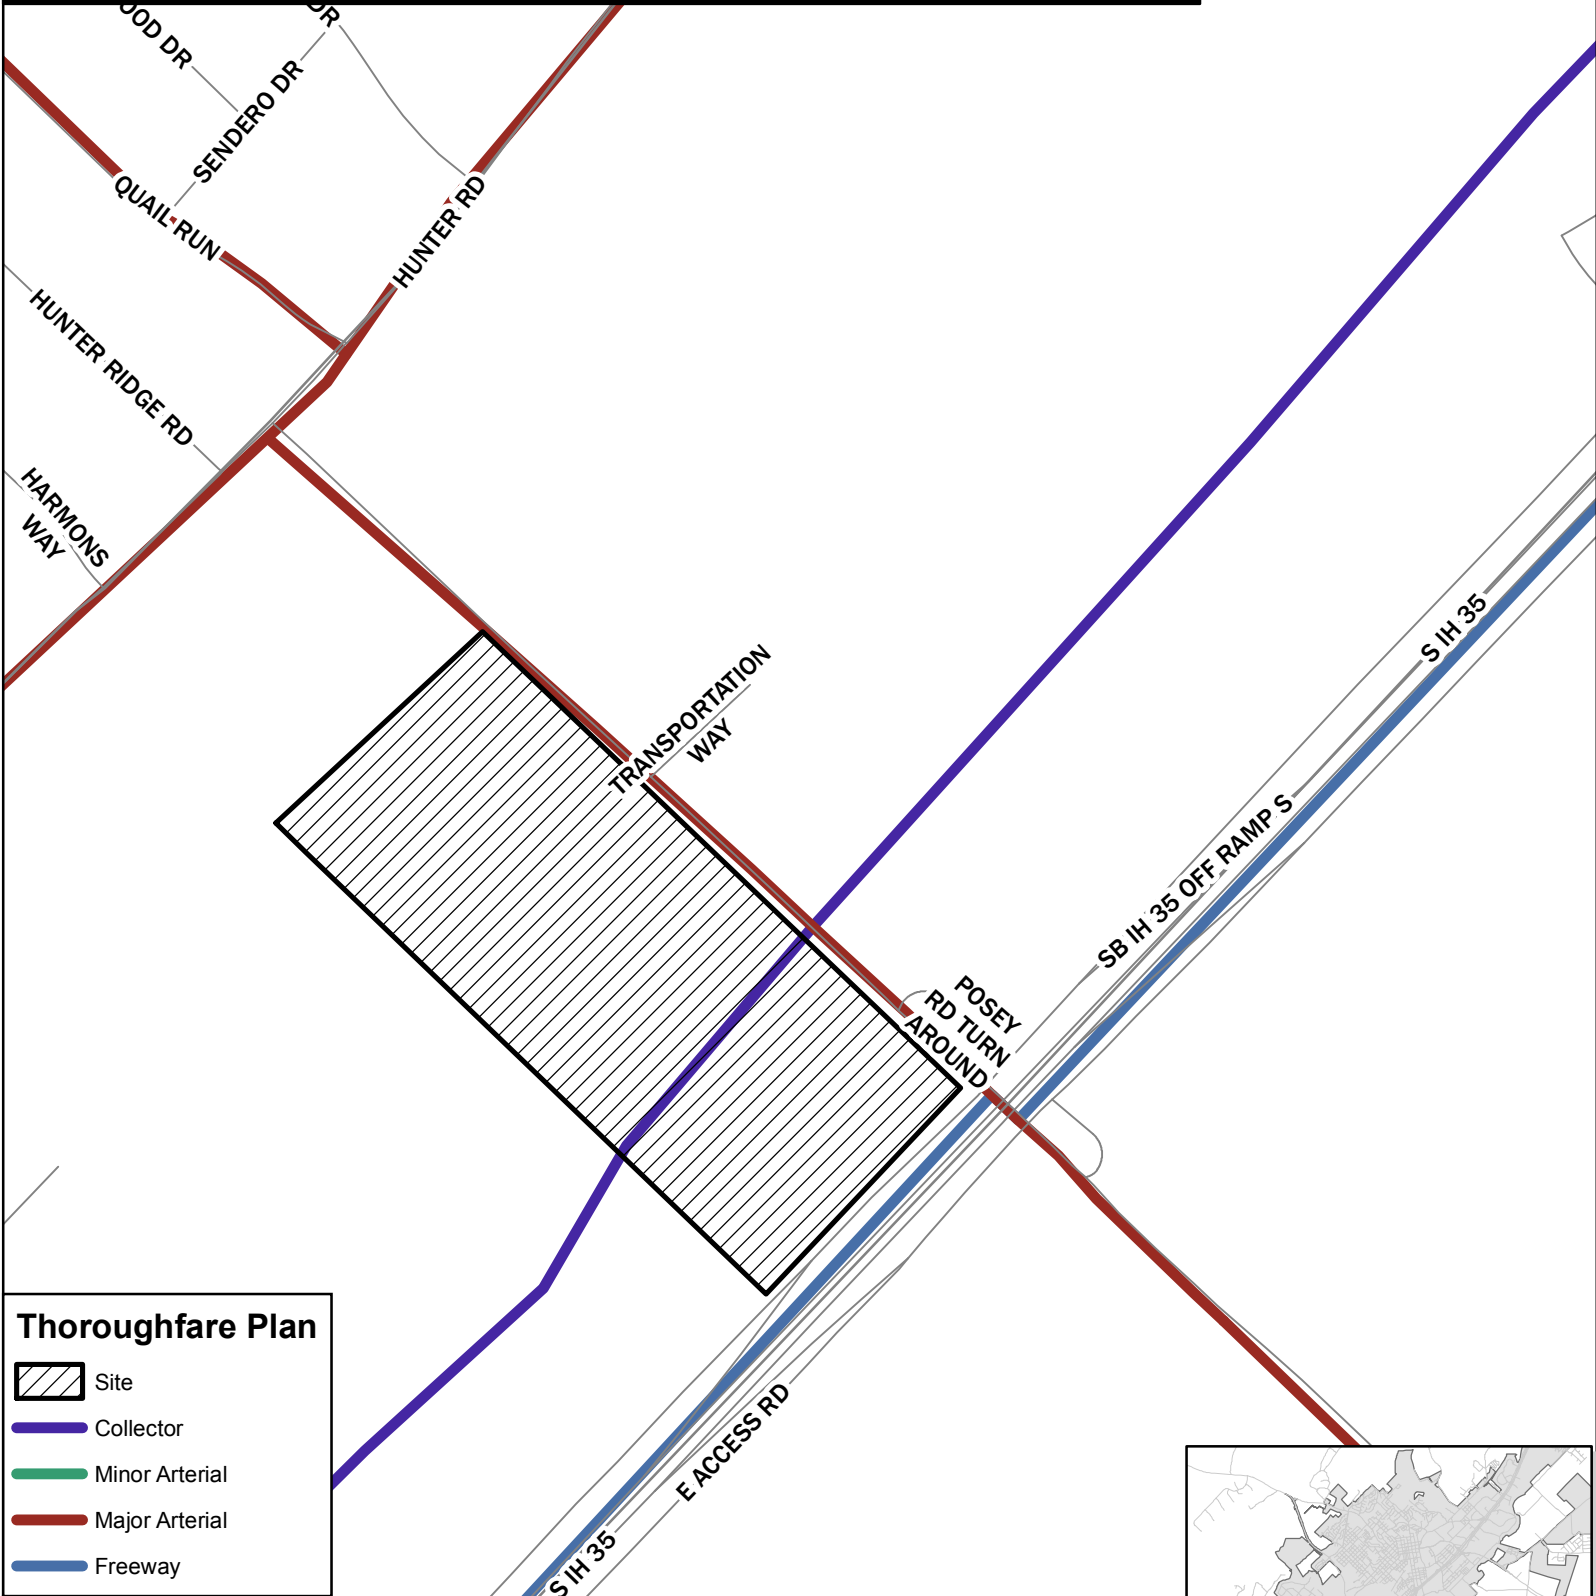 OOD DR
DR
SENDERO DR
QUAIL RUN
HUNTER RD
HUNTER RIDGE RD
HARMONS
WAY
TRANSPORTATION
WAY
S IH 35
SB IH 35 OFF RAMP S
POSEY
RD TURN
AROUND
E ACCESS RD
S IH 35
Thoroughfare Plan
Site
Collector
Minor Arterial
Major Arterial
Freeway